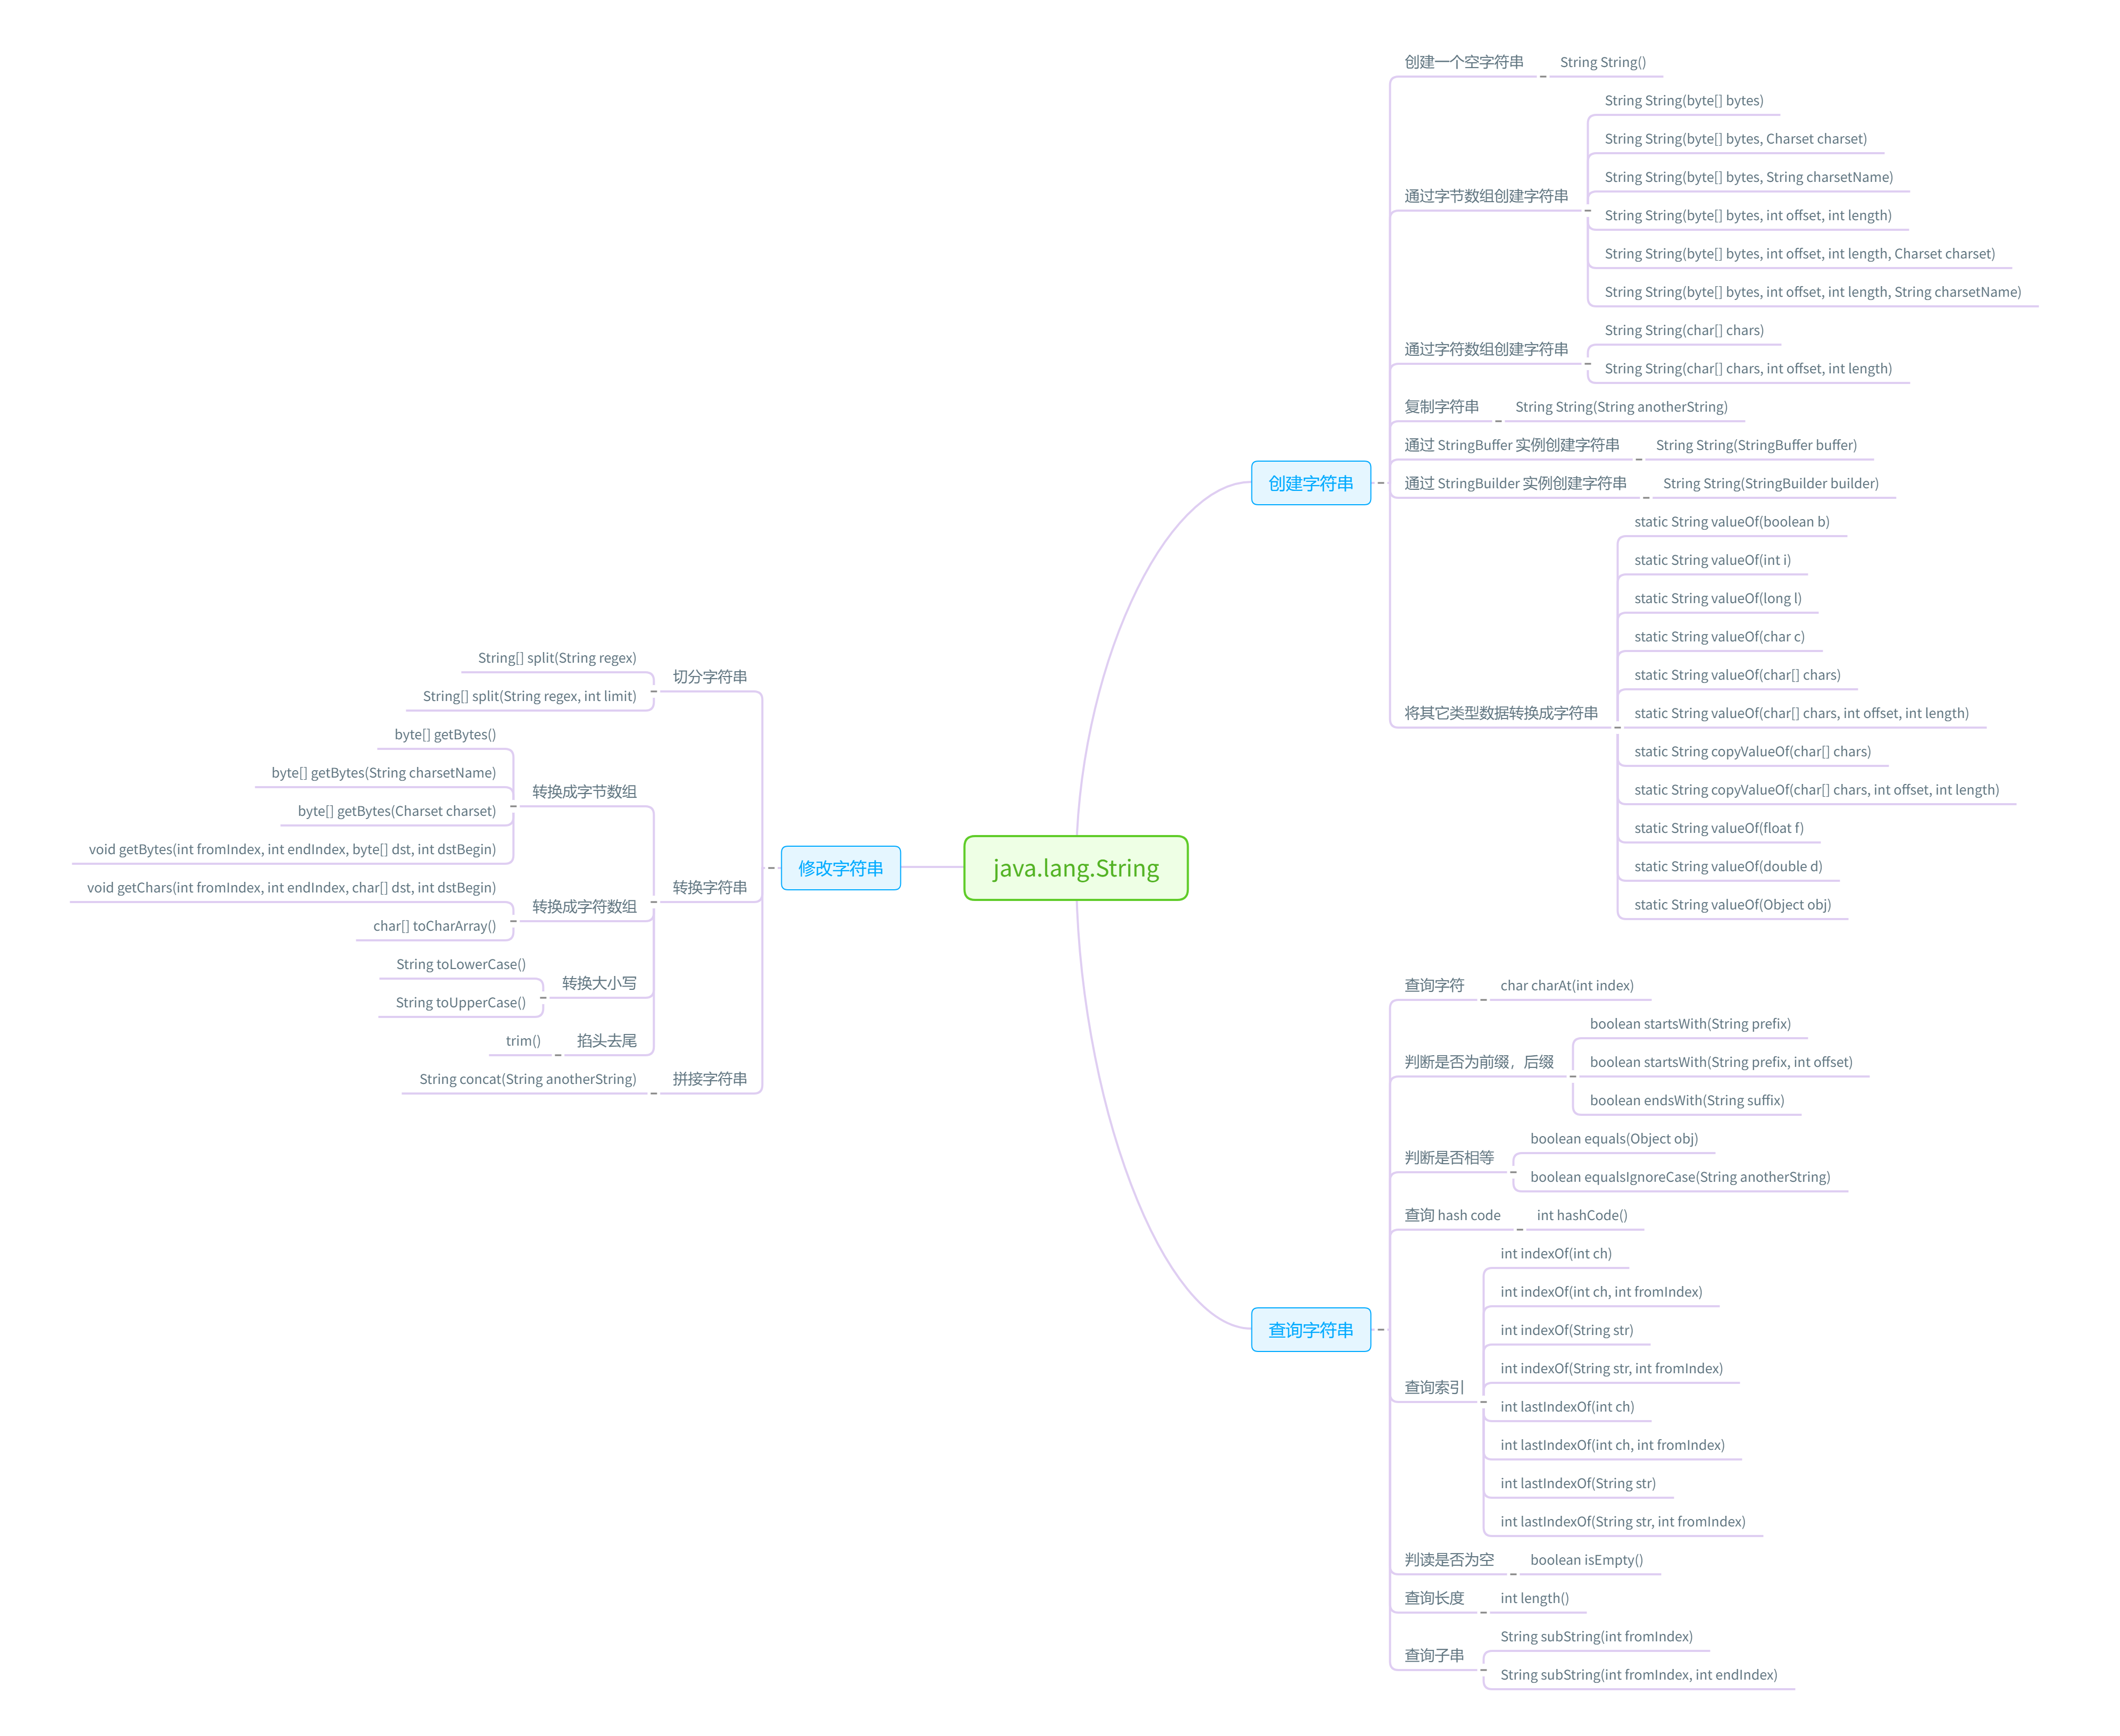 java.lang.String
创建字符串
创建一个空字符串
String String()
通过字节数组创建字符串
String String(byte[] bytes)
String String(byte[] bytes, Charset charset)
String String(byte[] bytes, String charsetName)
String String(byte[] bytes, int offset, int length)
String String(byte[] bytes, int offset, int length, Charset charset)
String String(byte[] bytes, int offset, int length, String charsetName)
通过字符数组创建字符串
String String(char[] chars)
String String(char[] chars, int offset, int length)
复制字符串
String String(String anotherString)
通过 StringBuffer 实例创建字符串
String String(StringBuffer buffer)
通过 StringBuilder 实例创建字符串
String String(StringBuilder builder)
将其它类型数据转换成字符串
static String valueOf(boolean b)
static String valueOf(int i)
static String valueOf(long l)
static String valueOf(char c)
static String valueOf(char[] chars)
static String valueOf(char[] chars, int offset, int length)
static String copyValueOf(char[] chars)
static String copyValueOf(char[] chars, int offset, int length)
static String valueOf(float f)
static String valueOf(double d)
static String valueOf(Object obj)
查询字符串
查询字符
char charAt(int index)
判断是否为前缀，后缀
boolean startsWith(String prefix)
boolean startsWith(String prefix, int offset)
boolean endsWith(String suffix)
判断是否相等
boolean equals(Object obj)
boolean equalsIgnoreCase(String anotherString)
查询 hash code
int hashCode()
查询索引
int indexOf(int ch)
int indexOf(int ch, int fromIndex)
int indexOf(String str)
int indexOf(String str, int fromIndex)
int lastIndexOf(int ch)
int lastIndexOf(int ch, int fromIndex)
int lastIndexOf(String str)
int lastIndexOf(String str, int fromIndex)
判读是否为空
boolean isEmpty()
查询长度
int length()
查询子串
String subString(int fromIndex)
String subString(int fromIndex, int endIndex)
修改字符串
切分字符串
String[] split(String regex)
String[] split(String regex, int limit)
转换字符串
转换成字节数组
byte[] getBytes()
byte[] getBytes(String charsetName)
byte[] getBytes(Charset charset)
void getBytes(int fromIndex, int endIndex, byte[] dst, int dstBegin)
转换成字符数组
void getChars(int fromIndex, int endIndex, char[] dst, int dstBegin)
char[] toCharArray()
转换大小写
String toLowerCase()
String toUpperCase()
掐头去尾
trim()
拼接字符串
String concat(String anotherString)